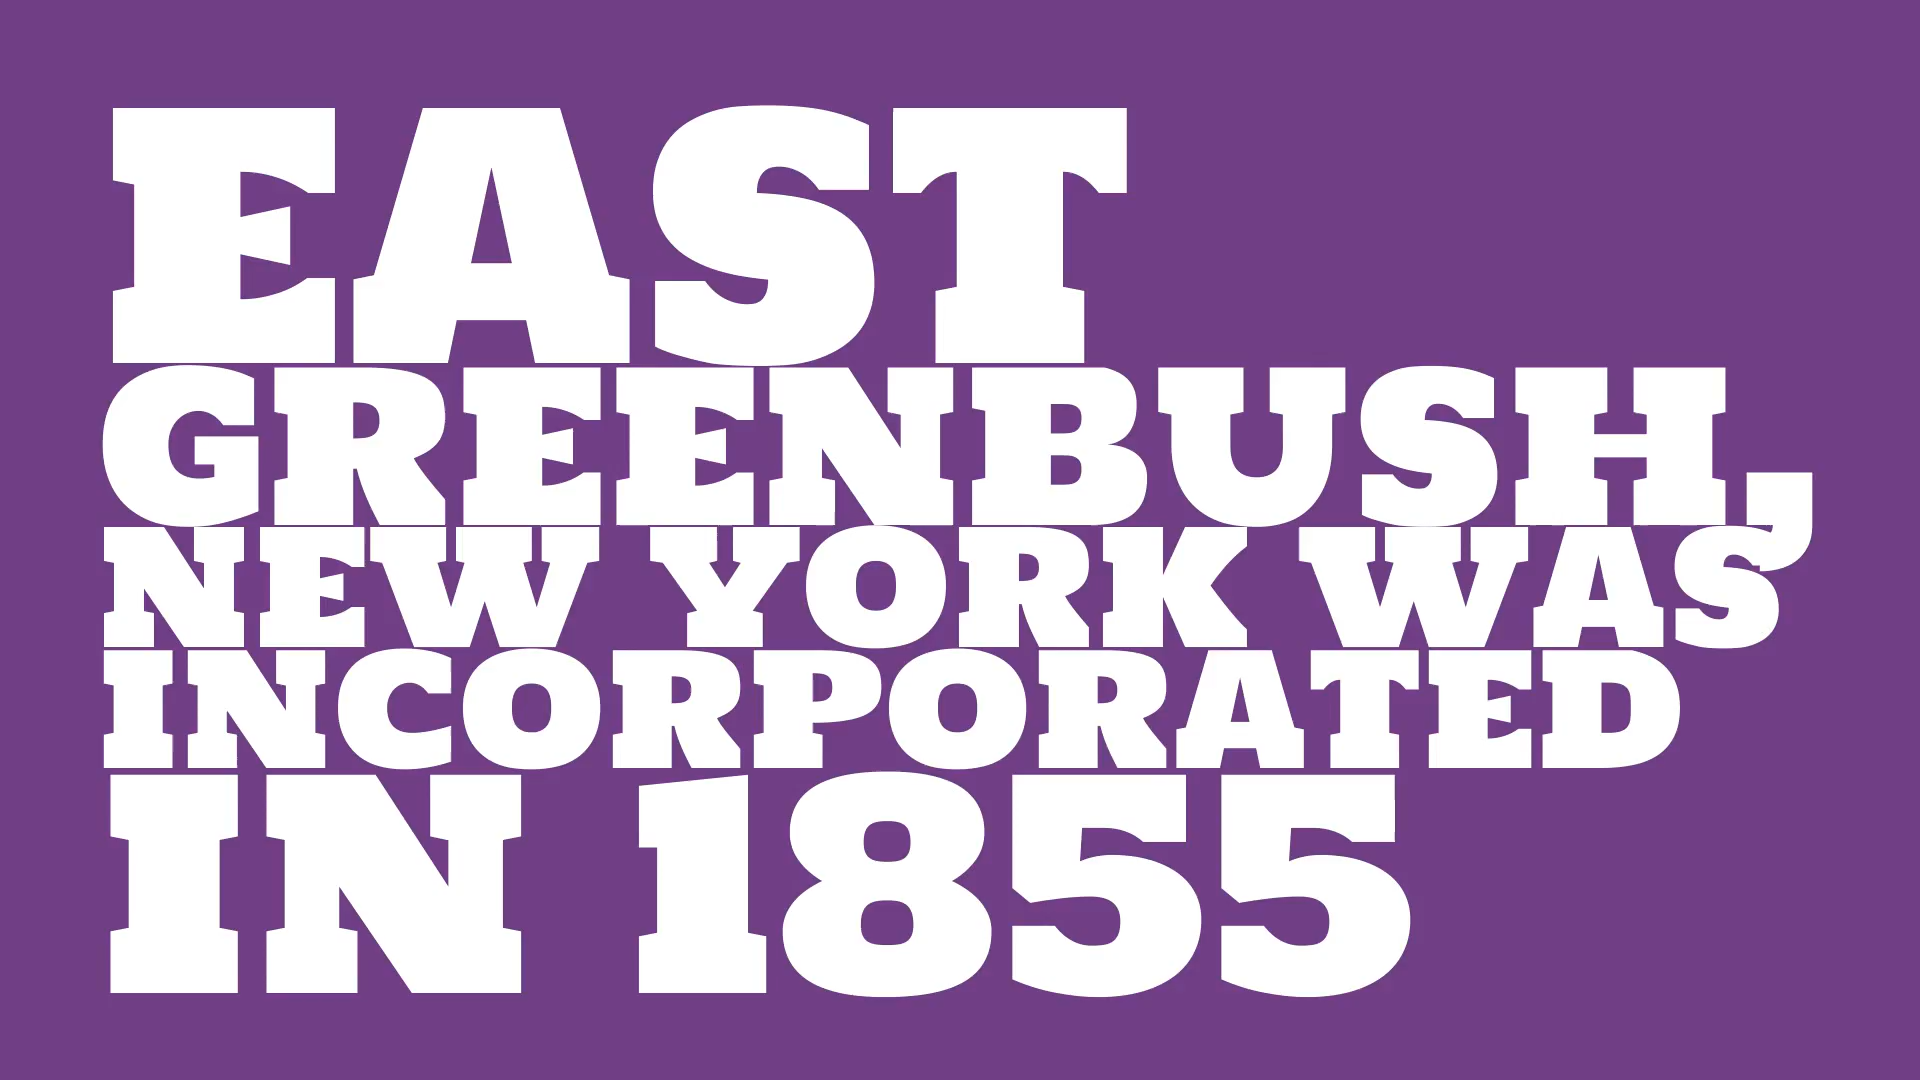 EAST
GREENBUSH,
NEW YORK WAS
INCORPORATED
IN 1855